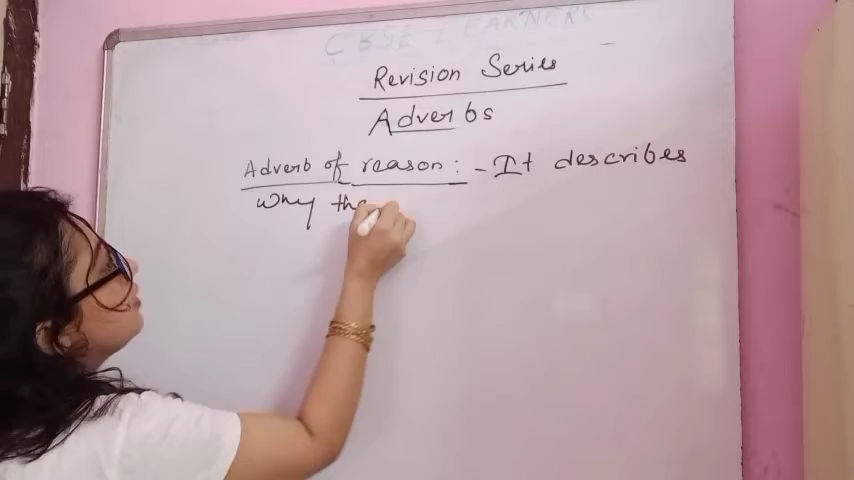 CBSE LEARNERS
Revision Series
Adverbs
Adverb of reason : - It describes
Why the